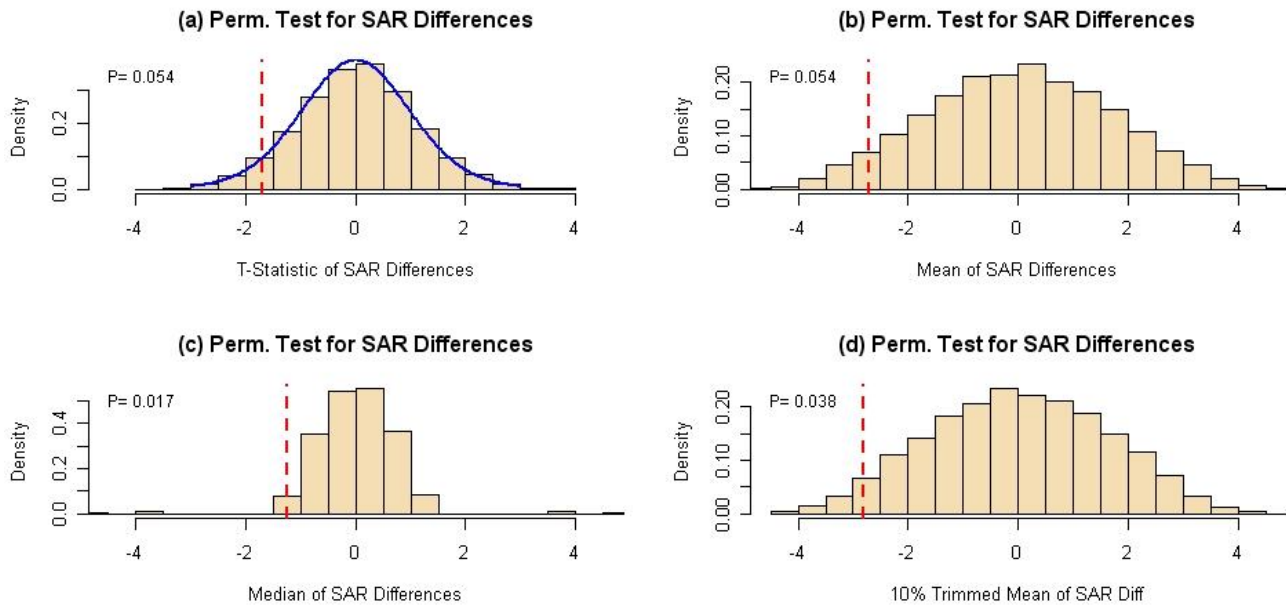 (a) Perm. Test for SAR Differences
P= 0.054
Density
0.0 0.2
-4 -2 0 2 4
T-Statistic of SAR Differences
(b) Perm. Test for SAR Differences
P= 0.054
Density
0.00 0.10 0.20
-4 -2 0 2 4
Mean of SAR Differences
(c) Perm. Test for SAR Differences
P= 0.017
Density
0.0 0.2 0.4
-4 -2 0 2 4
Median of SAR Differences
(d) Perm. Test for SAR Differences
P= 0.038
Density
0.00 0.10 0.20
-4 -2 0 2 4
10% Trimmed Mean of SAR Diff